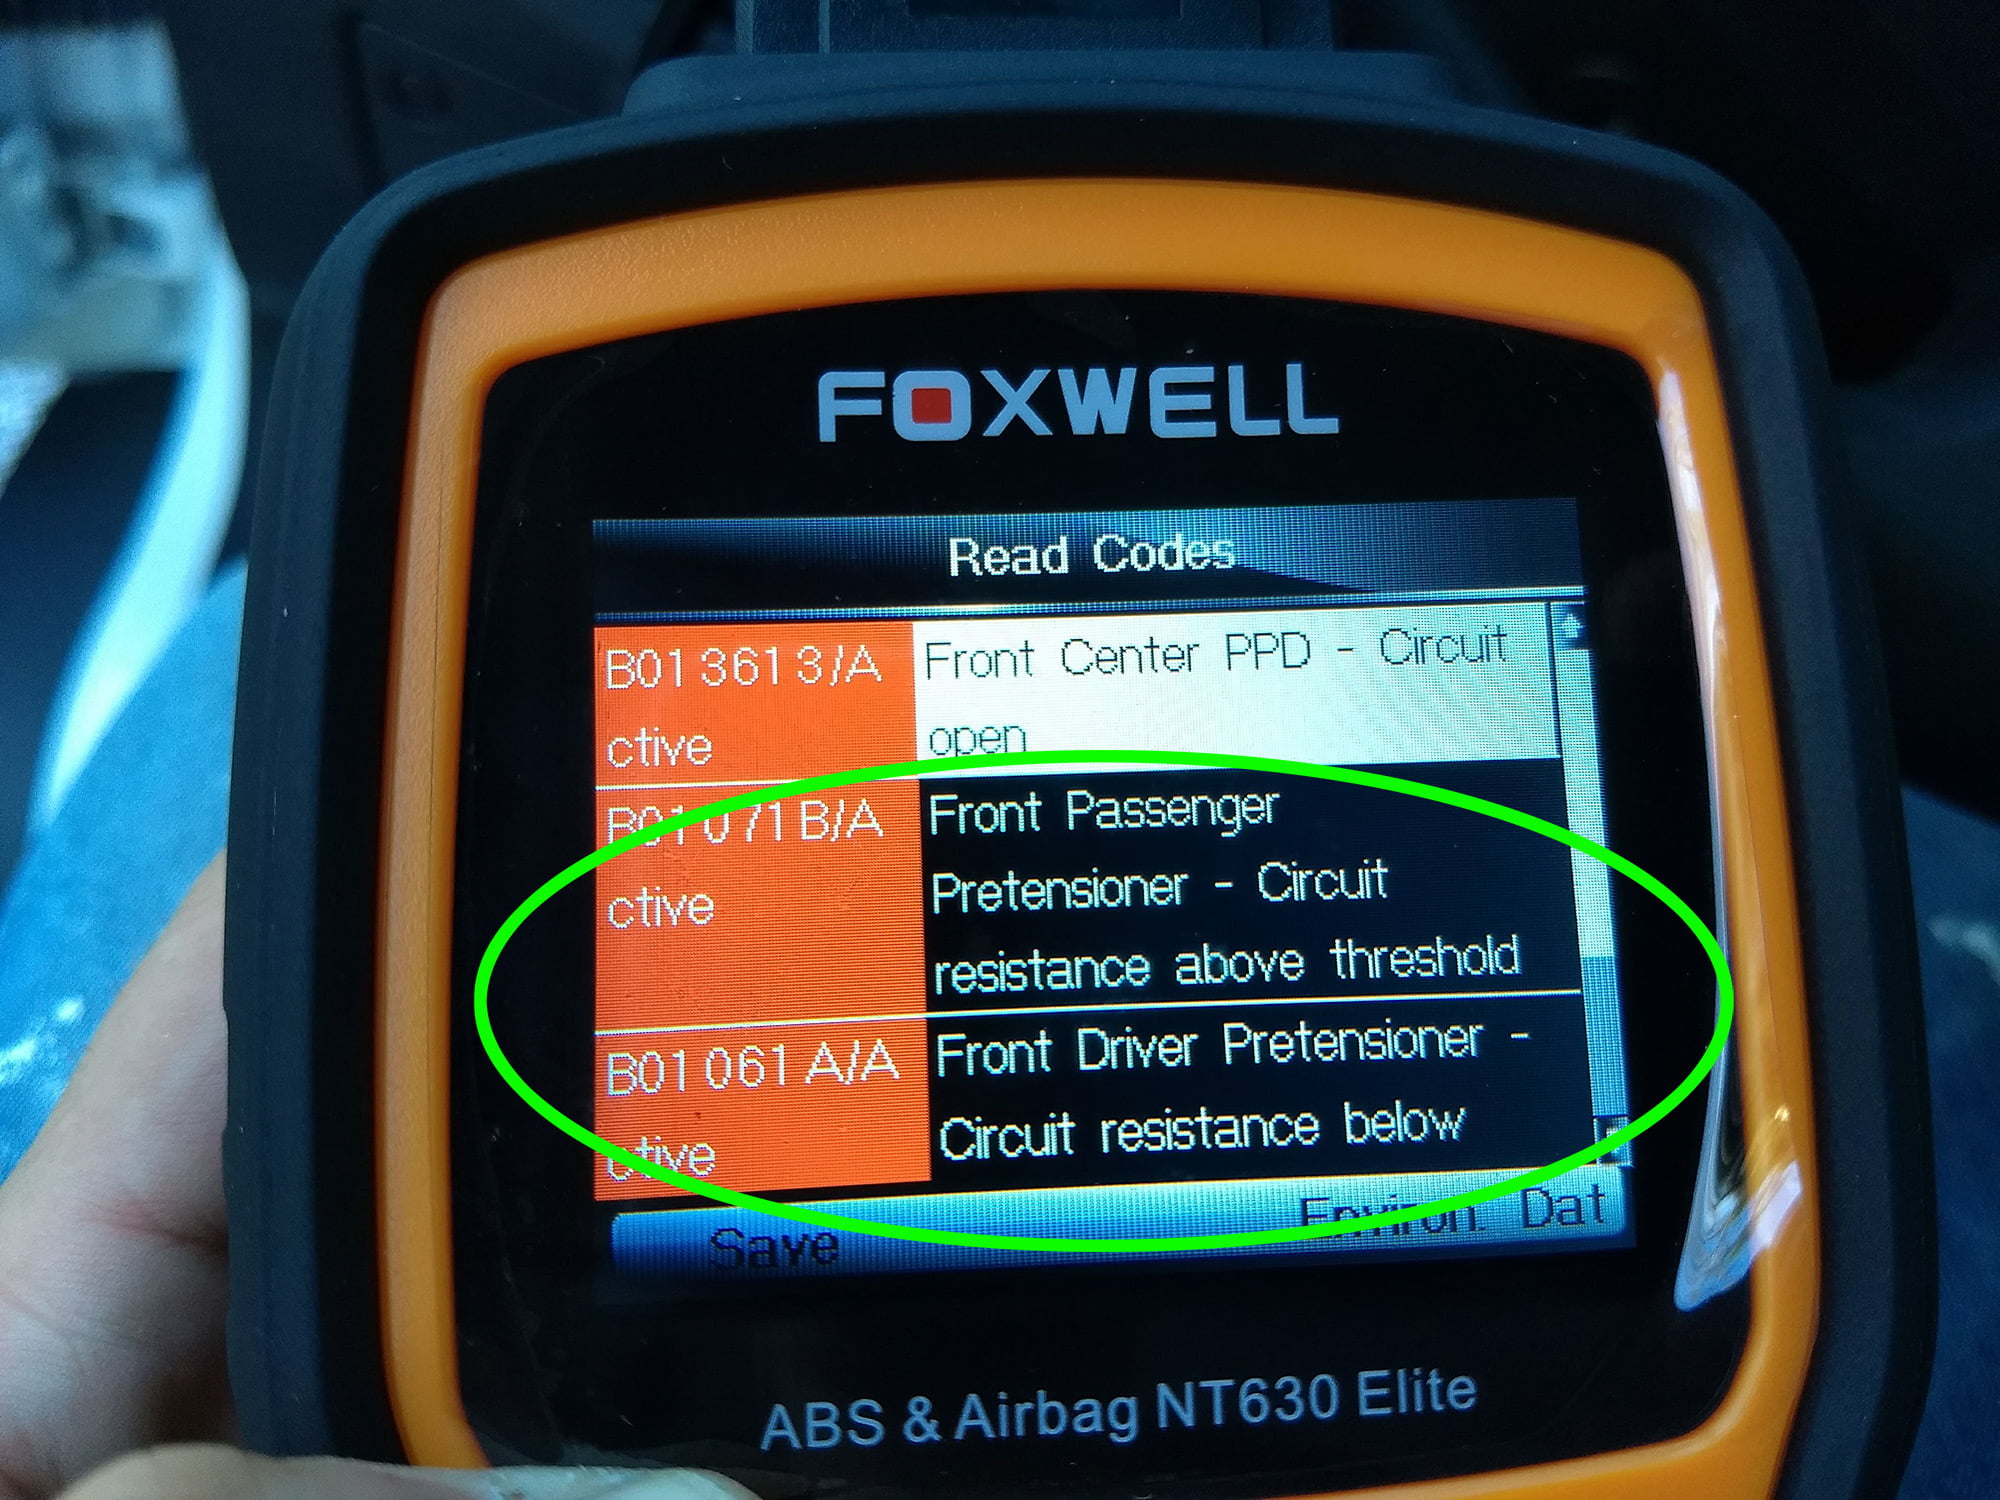 FOXWELL
Read Codes
B013613/A Front Center PPD - Circuit
ctive open
B01071B/A Front Passenger
ctive Pretensioner - Circuit
resistance above threshold
B01061A/A Front Driver Pretensioner -
ctive Circuit resistance below
Save Environ. Dat
ABS & Airbag NT630 Elite